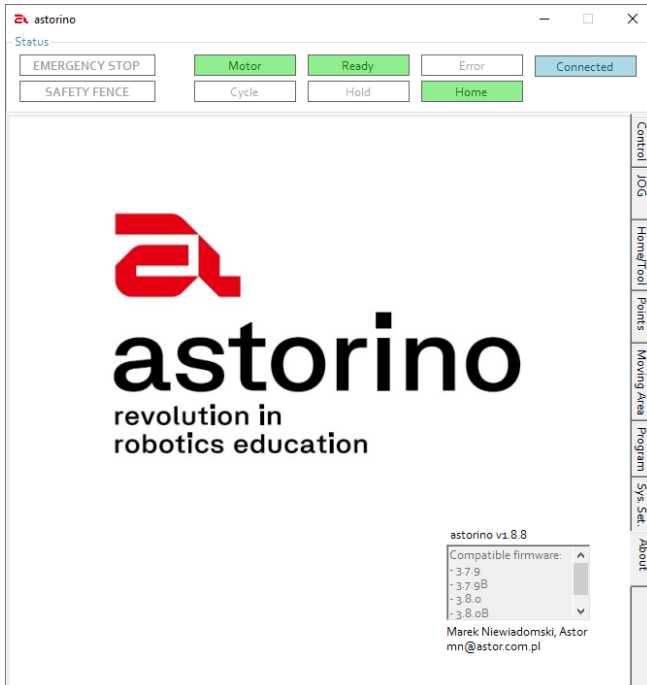 astorino
Status
EMERGENCY STOP
Motor
Ready
Error
Connected
SAFETY FENCE
Cycle
Hold
Home
Control
JOG
Home/Tool
Points
Moving Area
Program
Sys. Set.
About
astorino
revolution in
robotics education
astorino v1.8.8
Compatible firmware:
- 3.7.9
- 3.7.9B
- 3.8.0
- 3.8.0B
Marek Niewiadomski, Astor
mn@astor.com.pl